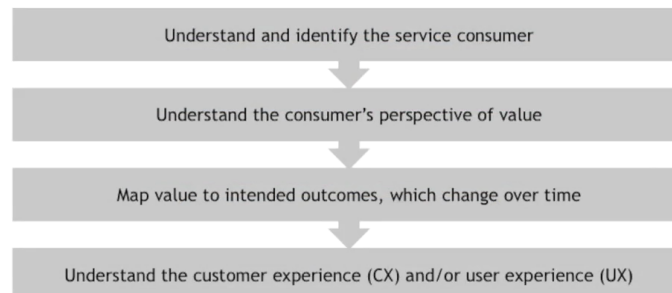 Understand and identify the service consumer
Understand the consumer’s perspective of value
Map value to intended outcomes, which change over time
Understand the customer experience (CX) and/or user experience (UX)